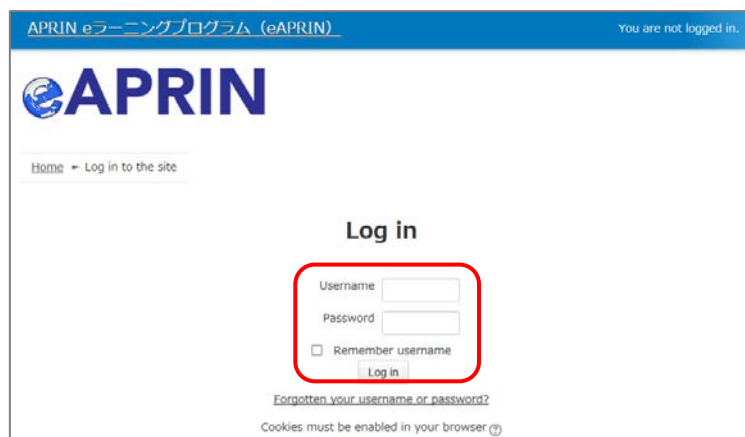 APRIN eラーニングプログラム（eAPRIN）
You are not logged in.
eAPRIN
Home ► Log in to the site
Log in
Username
Password
Remember username
Log in
Forgotten your username or password?
Cookies must be enabled in your browser